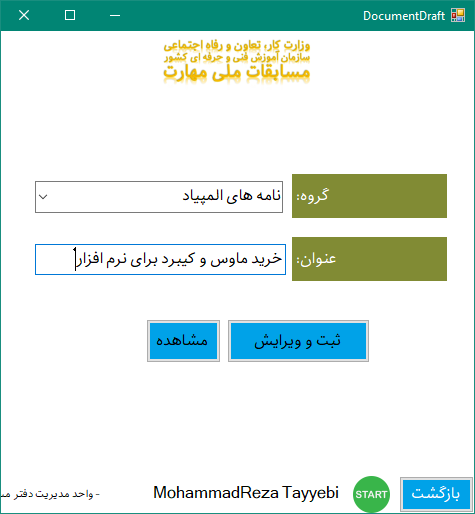 DocumentDraft
وزارت کار، تعاون و رفاه اجتماعی
سازمان آموزش فنی و حرفه ای کشور
مسابقات ملی مهارت
گروه:
نامه های المپیاد
عنوان:
خرید ماوس و کیبرد برای نرم افزار
ثبت و ویرایش
مشاهده
بازگشت
START
MohammadReza Tayyebi
- واحد مدیریت دفتر